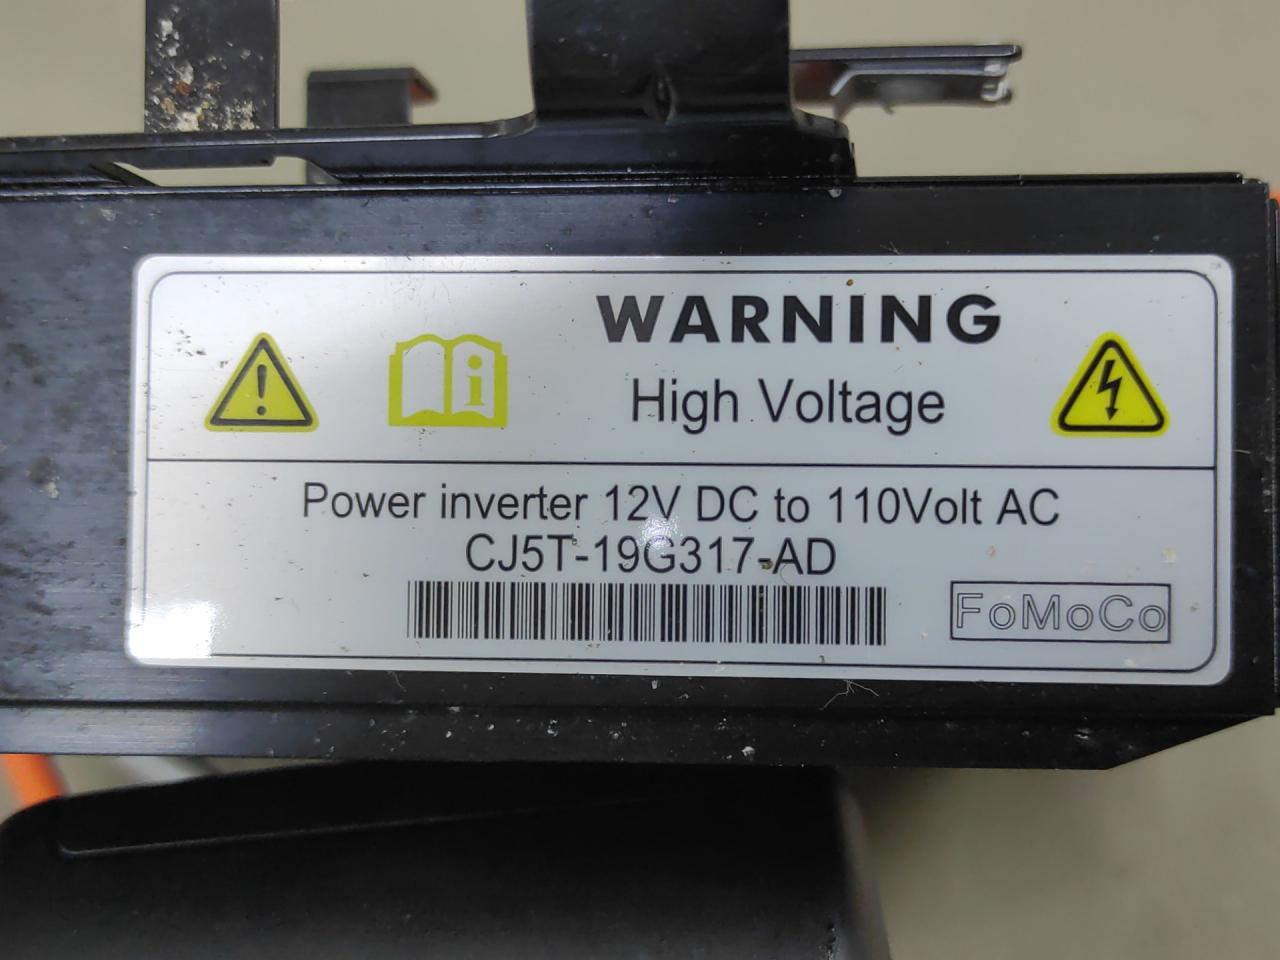 WARNING
High Voltage
Power inverter 12V DC to 110Volt AC
CJ5T-19G317-AD
FoMoCo